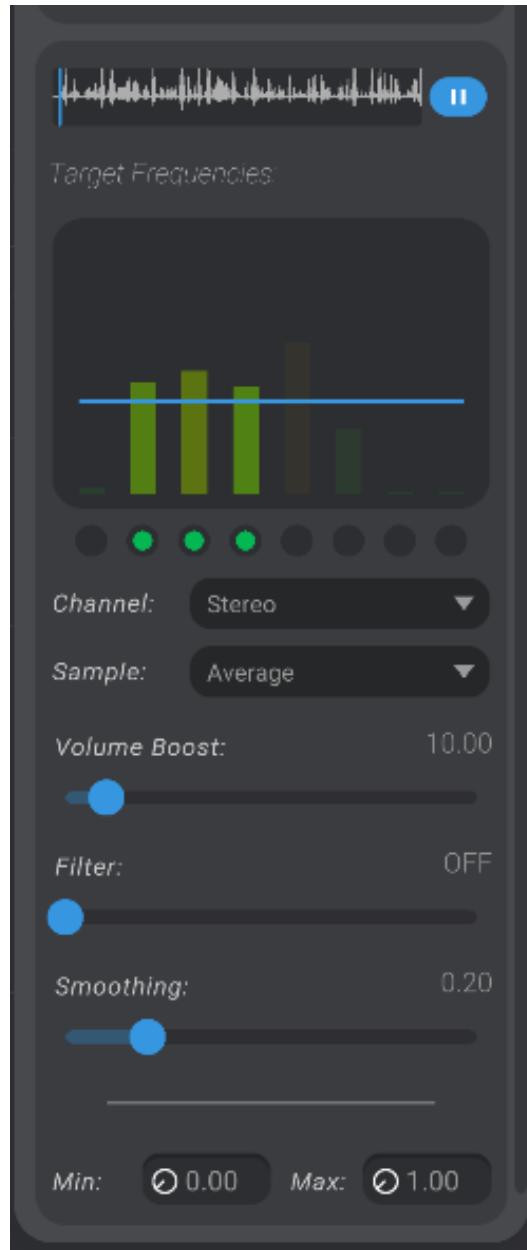 Target Frequencies:
Channel: Stereo
Sample: Average
Volume Boost: 10.00
Filter: OFF
Smoothing: 0.20
Min: 0.00 Max: 1.00